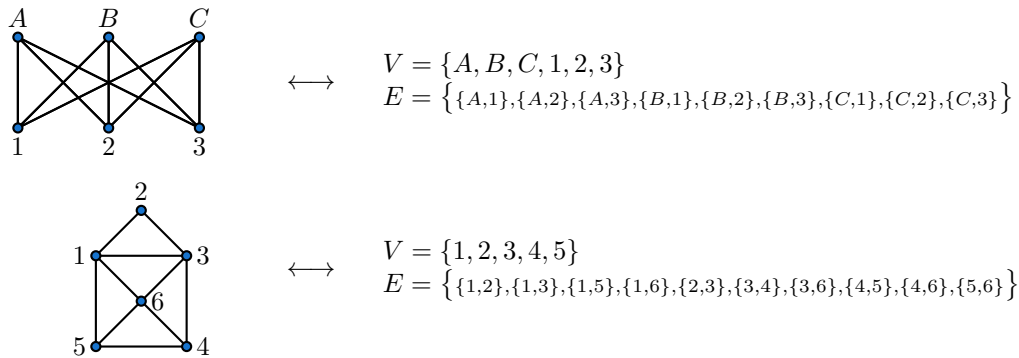 A B C
V = {A, B, C, 1, 2, 3}
⟷
E = {{A,1},{A,2},{A,3},{B,1},{B,2},{B,3},{C,1},{C,2},{C,3}}
1 2 3
2
1 3
V = {1, 2, 3, 4, 5}
⟷
E = {{1,2},{1,3},{1,5},{1,6},{2,3},{3,4},{3,6},{4,5},{4,6},{5,6}}
6
5 4